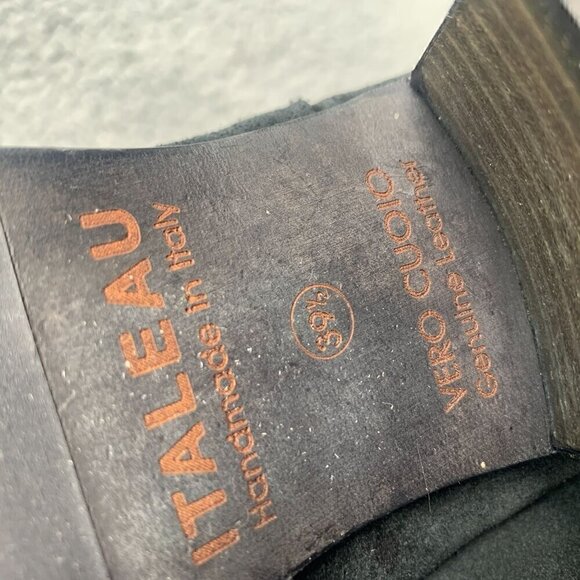 ITALEAU
Handmade in Italy
39½
VERO CUOIO
Genuine Leather